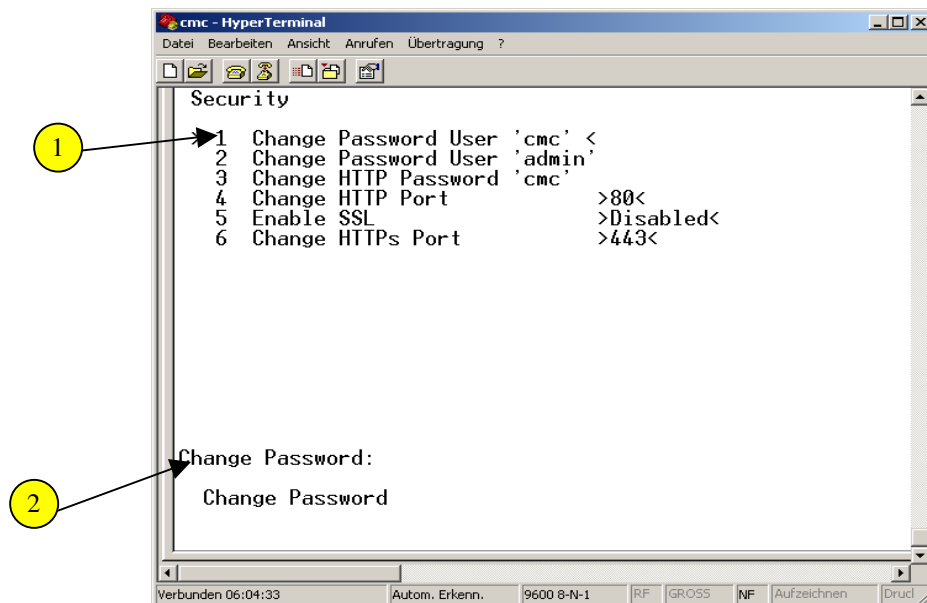 cmc - HyperTerminal
Datei Bearbeiten Ansicht Anrufen Übertragung ?
Security
1
>1 Change Password User 'cmc' <
2 Change Password User 'admin'
3 Change HTTP Password 'cmc'
4 Change HTTP Port >80<
5 Enable SSL >Disabled<
6 Change HTTPs Port >443<
Change Password:
2
Change Password
Verbunden 06:04:33 Autom. Erkenn. 9600 8-N-1 RF GROSS NF Aufzeichnen Druc